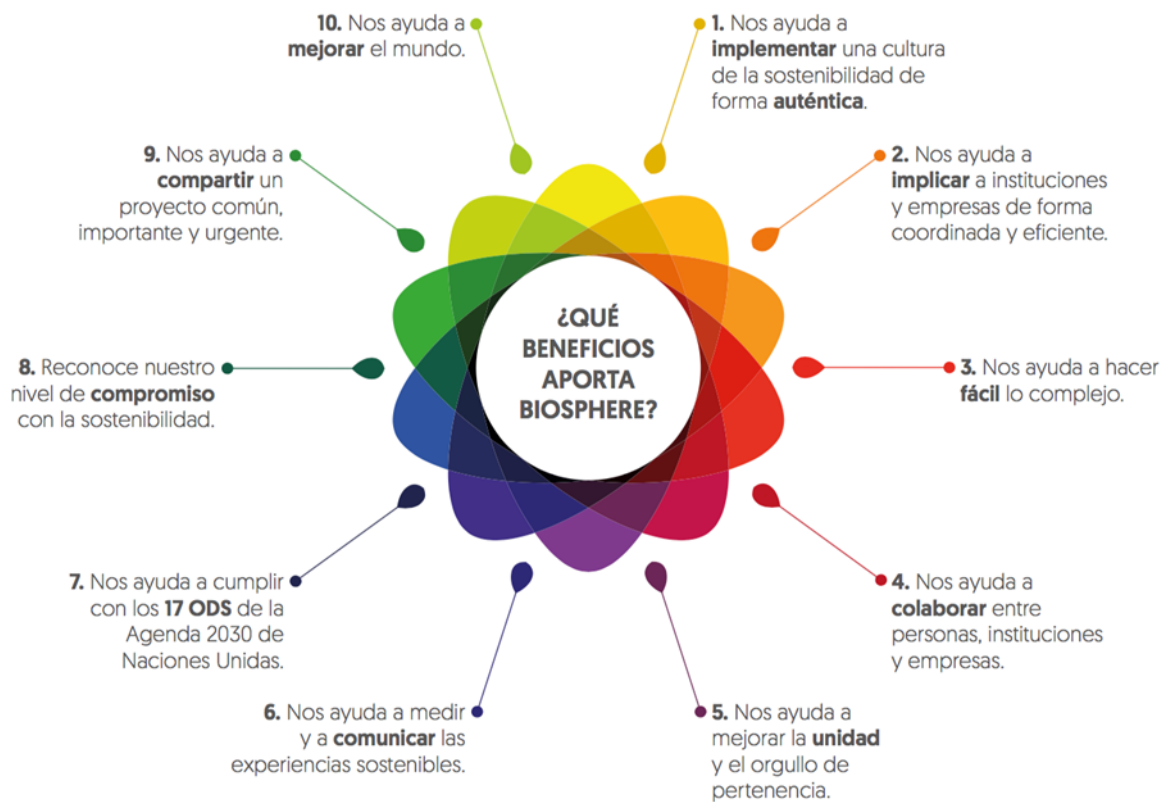 ¿QUÉ
BENEFICIOS
APORTA
BIOSPHERE?
1. Nos ayuda a
implementar una cultura
de la sostenibilidad de
forma auténtica.
2. Nos ayuda a
implicar a instituciones
y empresas de forma
coordinada y eficiente.
3. Nos ayuda a hacer
fácil lo complejo.
4. Nos ayuda a
colaborar entre
personas, instituciones
y empresas.
5. Nos ayuda a
mejorar la unidad
y el orgullo de
pertenencia.
6. Nos ayuda a medir
y a comunicar las
experiencias sostenibles.
7. Nos ayuda a cumplir
con los 17 ODS de la
Agenda 2030 de
Naciones Unidas.
8. Reconoce nuestro
nivel de compromiso
con la sostenibilidad.
9. Nos ayuda a
compartir un
proyecto común,
importante y urgente.
10. Nos ayuda a
mejorar el mundo.